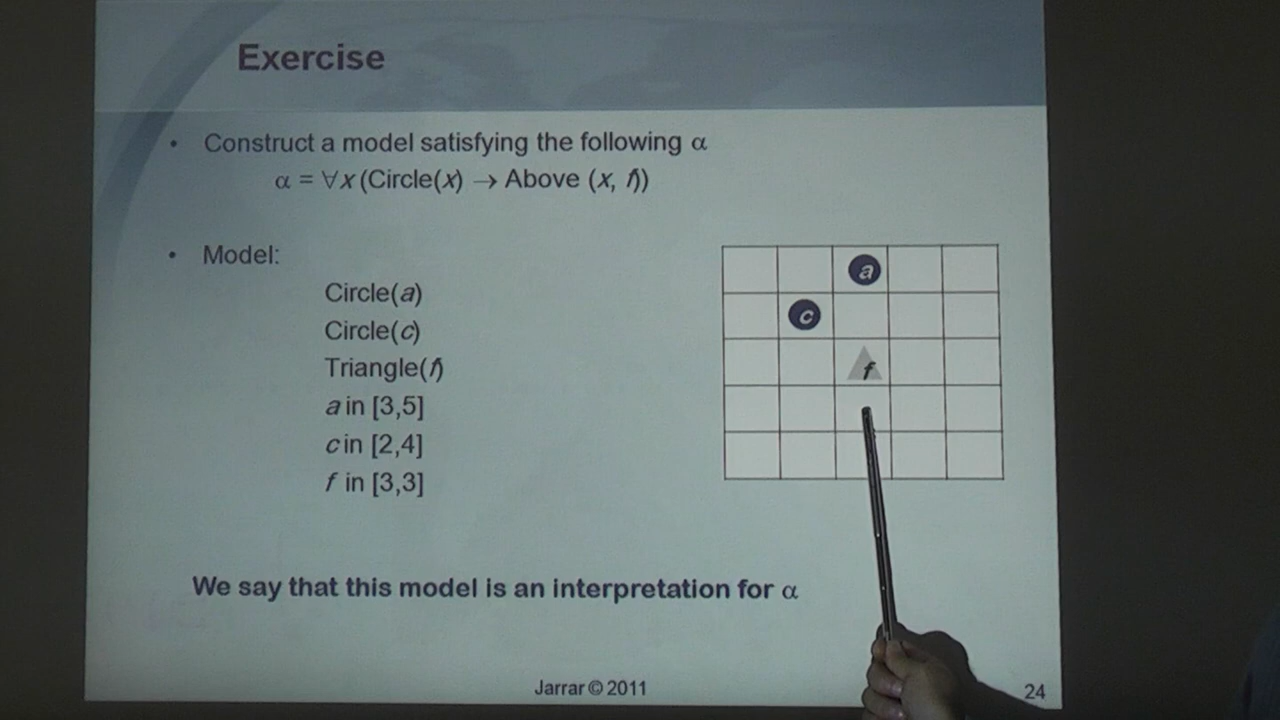 Exercise
• Construct a model satisfying the following α
α = ∀x (Circle(x) → Above (x, f))
• Model:
Circle(a)
Circle(c)
Triangle(f)
a in [3,5]
c in [2,4]
f in [3,3]
a
c
f
We say that this model is an interpretation for α
Jarrar © 2011
24